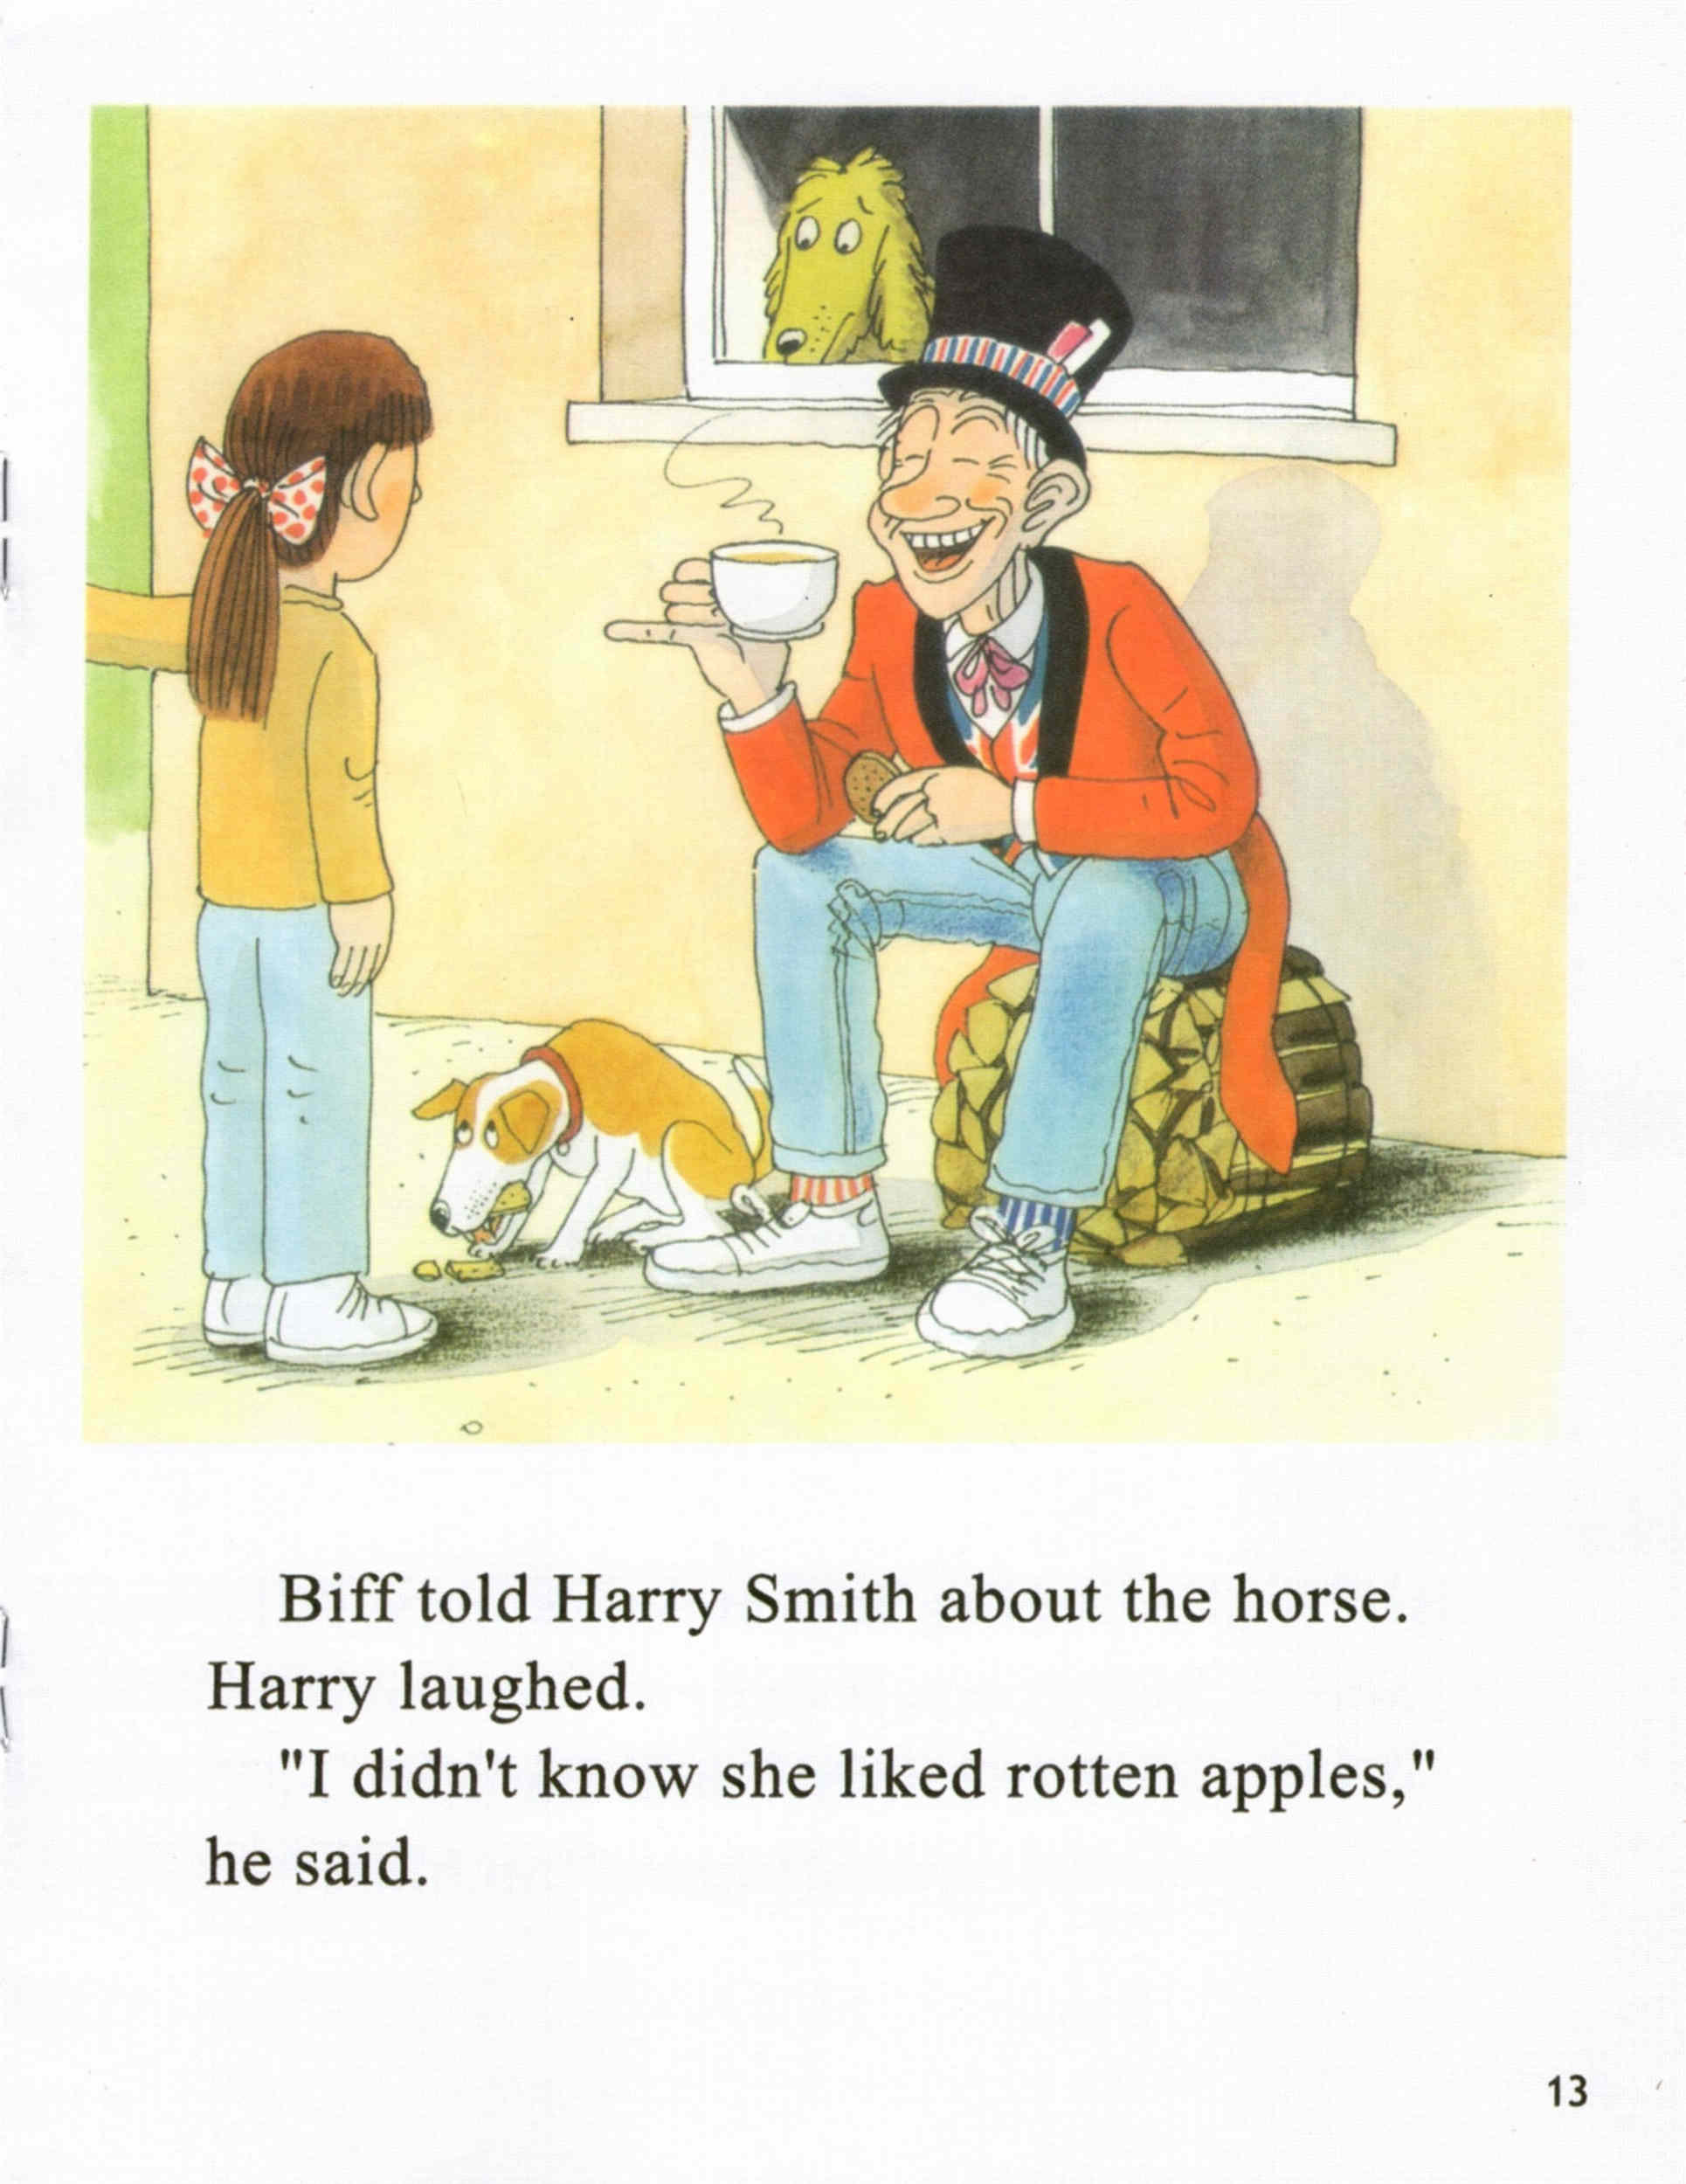 Biff told Harry Smith about the horse.
Harry laughed.
"I didn't know she liked rotten apples,"
he said.
13